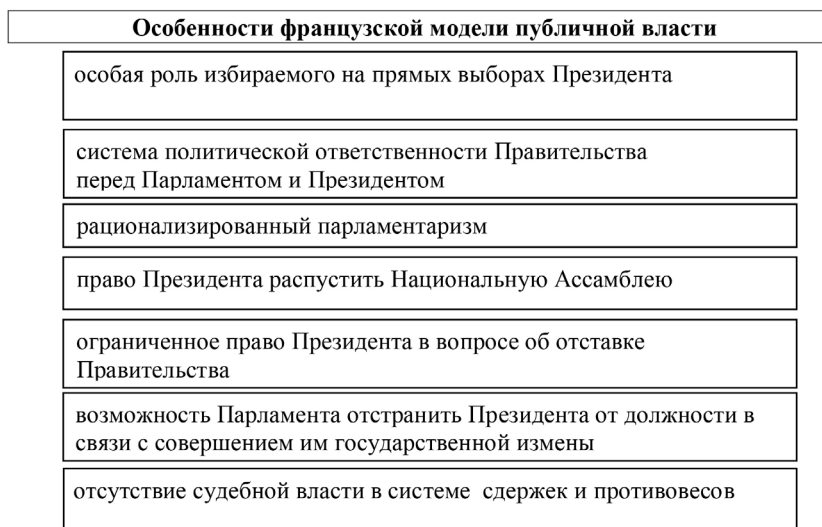 Особенности французской модели публичной власти
особая роль избираемого на прямых выборах Президента
система политической ответственности Правительства
перед Парламентом и Президентом
рационализированный парламентаризм
право Президента распустить Национальную Ассамблею
ограниченное право Президента в вопросе об отставке
Правительства
возможность Парламента отстранить Президента от должности в
связи с совершением им государственной измены
отсутствие судебной власти в системе сдержек и противовесов